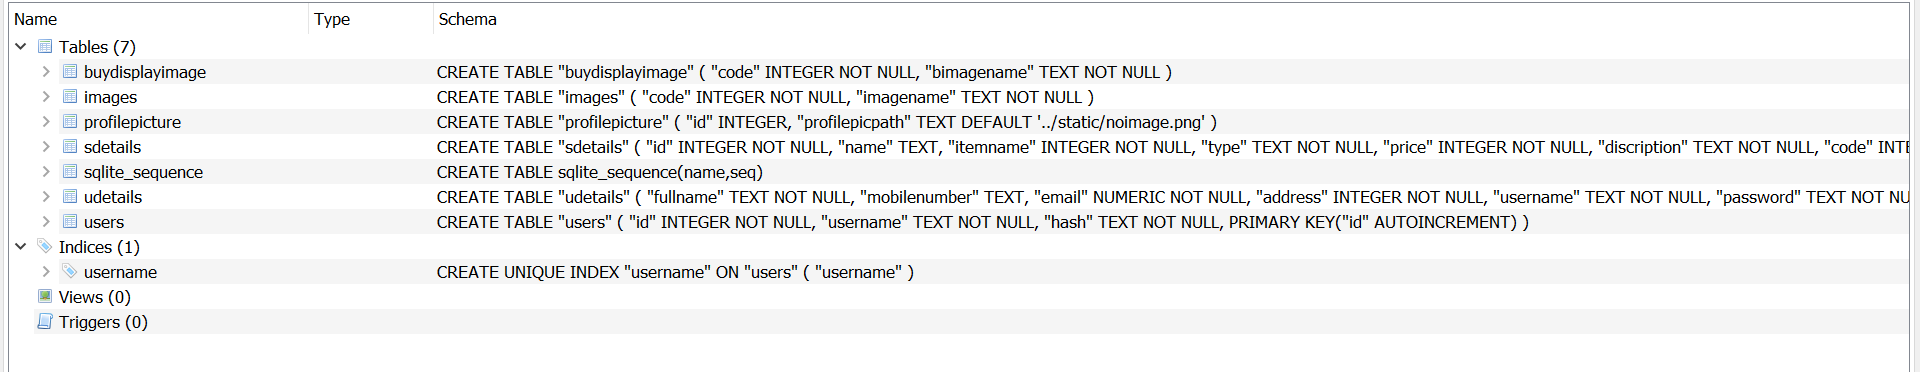 Name Type Schema
Tables (7)
buydisplayimage CREATE TABLE "buydisplayimage" ( "code" INTEGER NOT NULL, "bimagename" TEXT NOT NULL )
images CREATE TABLE "images" ( "code" INTEGER NOT NULL, "imagename" TEXT NOT NULL )
profilepicture CREATE TABLE "profilepicture" ( "id" INTEGER, "profilepicpath" TEXT DEFAULT '../static/noimage.png' )
sdetails CREATE TABLE "sdetails" ( "id" INTEGER NOT NULL, "name" TEXT, "itemname" INTEGER NOT NULL, "type" TEXT NOT NULL, "price" INTEGER NOT NULL, "discription" TEXT NOT NULL, "code" INTE
sqlite_sequence CREATE TABLE sqlite_sequence(name,seq)
udetails CREATE TABLE "udetails" ( "fullname" TEXT NOT NULL, "mobilenumber" TEXT, "email" NUMERIC NOT NULL, "address" INTEGER NOT NULL, "username" TEXT NOT NULL, "password" TEXT NOT NU
users CREATE TABLE "users" ( "id" INTEGER NOT NULL, "username" TEXT NOT NULL, "hash" TEXT NOT NULL, PRIMARY KEY("id" AUTOINCREMENT) )
Indices (1)
username CREATE UNIQUE INDEX "username" ON "users" ( "username" )
Views (0)
Triggers (0)